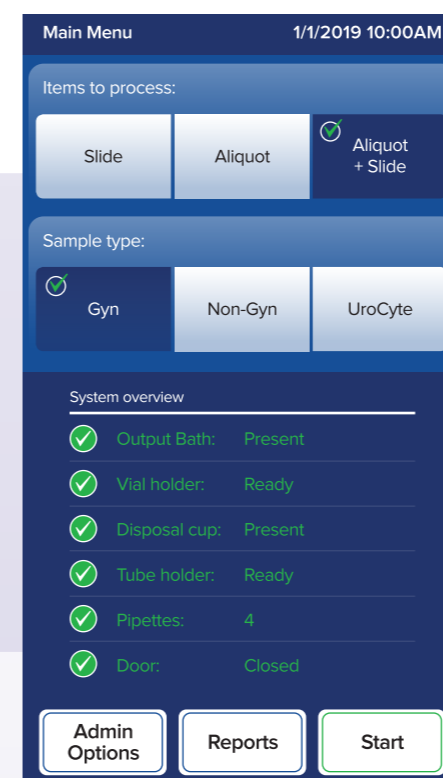 Main Menu 1/1/2019 10:00AM
Items to process:
Slide Aliquot Aliquot
+ Slide
Sample type:
Gyn Non-Gyn UroCyte
System overview
Output Bath: Present
Vial holder: Ready
Disposal cup: Present
Tube holder: Ready
Pipettes: 4
Door: Closed
Admin
Options Reports Start